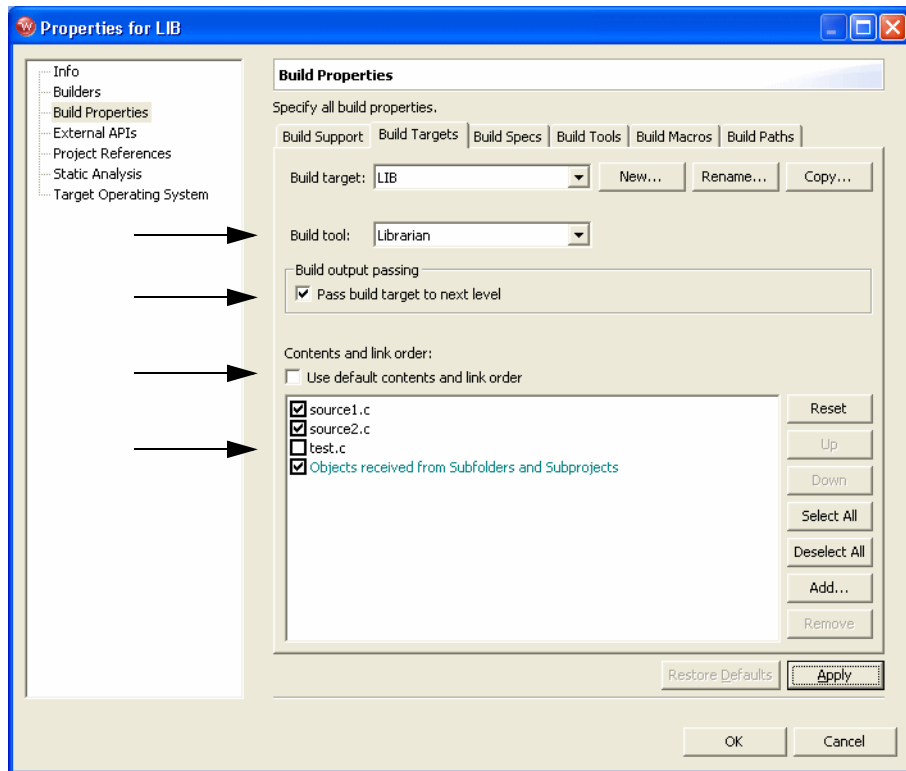 Properties for LIB
Info
Builders
Build Properties
External APIs
Project References
Static Analysis
Target Operating System
Build Properties
Specify all build properties.
Build Support Build Targets Build Specs Build Tools Build Macros Build Paths
Build target: LIB New... Rename... Copy...
Build tool: Librarian
Build output passing
Pass build target to next level
Contents and link order:
Use default contents and link order
source1.c
source2.c
test.c
Objects received from Subfolders and Subprojects
Reset
Up
Down
Select All
Deselect All
Add...
Remove
Restore Defaults Apply
OK Cancel